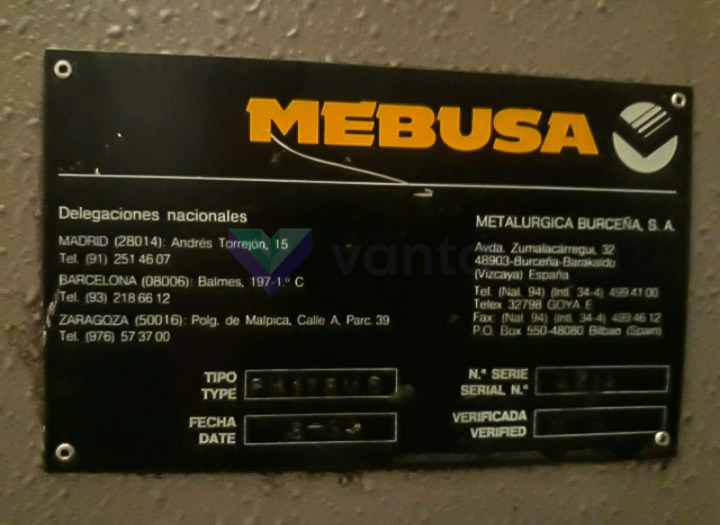 MEBUSA
Delegaciones nacionales
MADRID (28014): Andrés Torrejón, 15
Tel. (91) 251 46 07
BARCELONA (08006): Balmes, 197-1.º C
Tel. (93) 218 66 12
ZARAGOZA (50016): Polg. de Malpica, Calle A, Parc. 39
Tel. (976) 57 37 00
METALURGICA BURCEÑA, S. A.
Avda. Zumalacárregui, 32
48903-Burceña-Barakaldo
(Vizcaya) España
Tel. (Nal. 94) (Intl. 34-4) 499 41 00
Telex 32798 GOYA E
Fax: (Nal. 94) (Intl. 34-4) 499 46 12
P.O. Box 550-48080 Bilbao (Spain)
TIPO
TYPE
FECHA
DATE
N.º SERIE
SERIAL N.º
VERIFICADA
VERIFIED